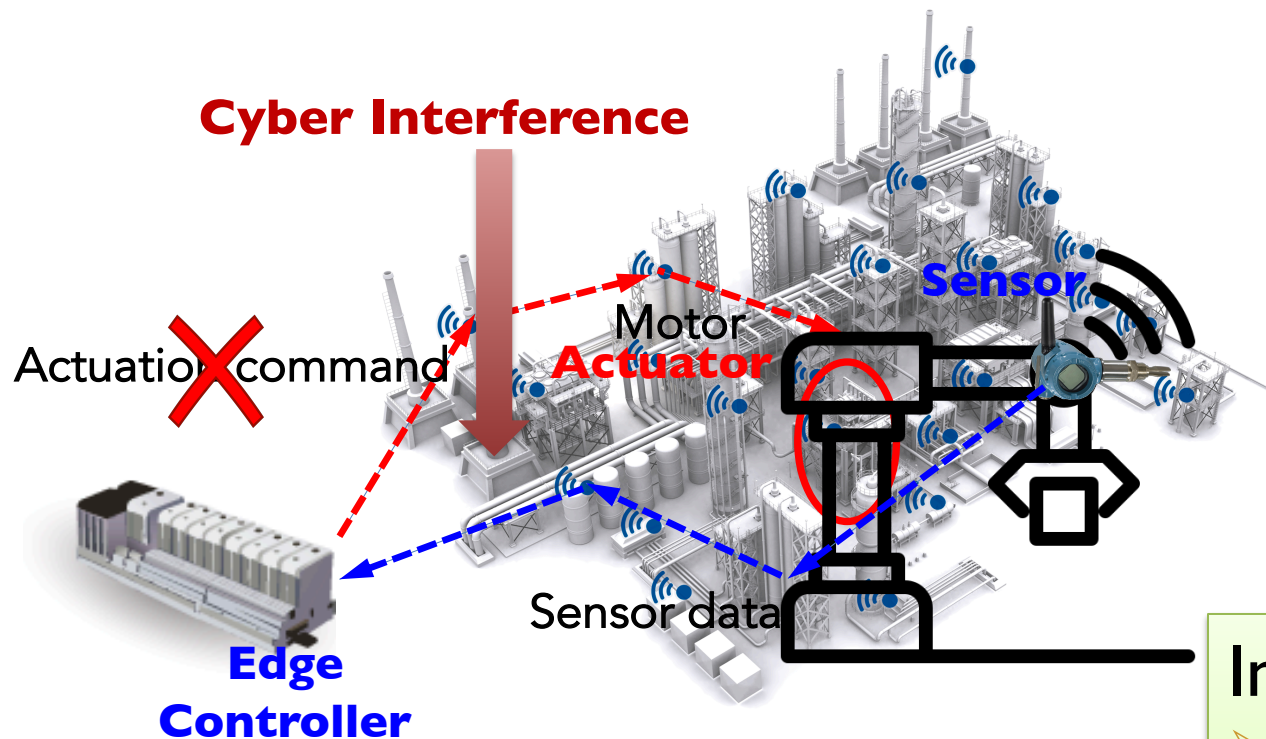 Cyber Interference
Sensor
Motor
Actuator
Actuation command
Sensor data
Edge
Controller